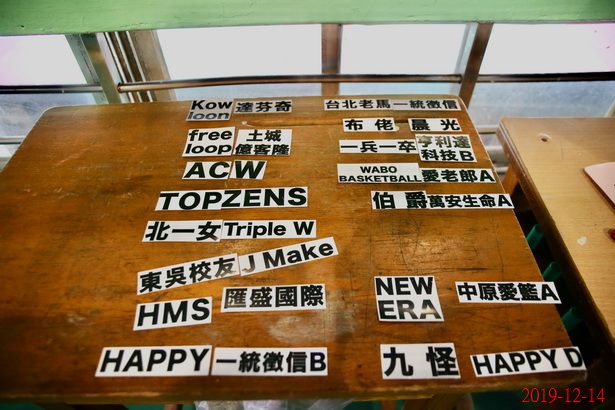 Kow loon 達芬奇
台北老馬 一統徵信
布佬 晨光
free loop 土城億客隆
一兵一卒 亨利達科技B
ACW
WABO BASKETBALL 愛老郎A
TOPZENS
伯爵 萬安生命A
北一女 Triple W
東吳校友 J Make
HMS 匯盛國際
NEW ERA
中原愛籃A
HAPPY 一統徵信B
九怪 HAPPY D
2019-12-14